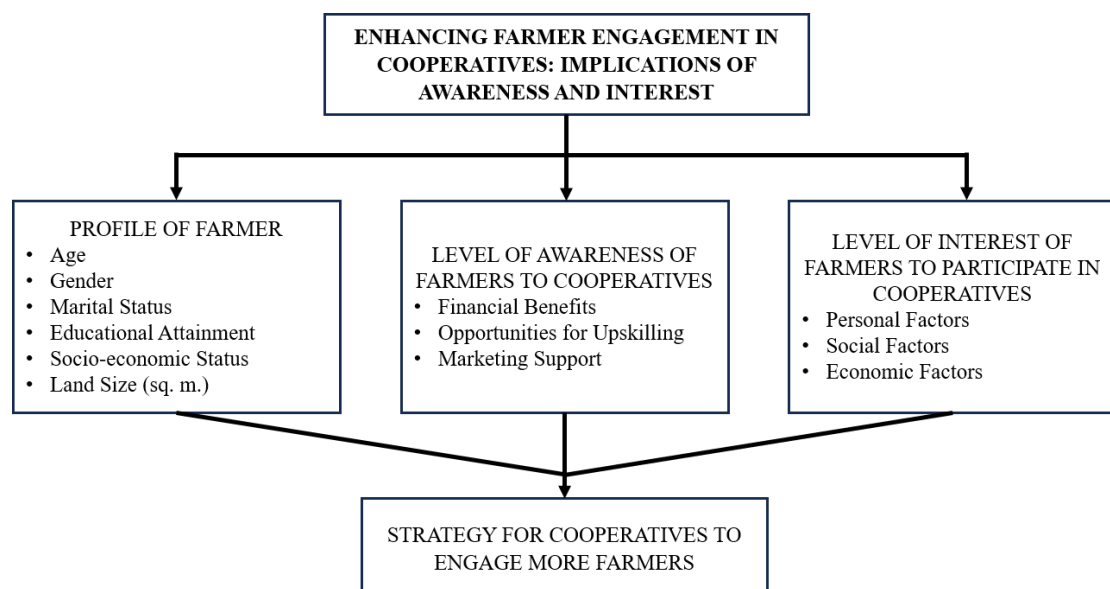 ENHANCING FARMER ENGAGEMENT IN
COOPERATIVES: IMPLICATIONS OF
AWARENESS AND INTEREST
PROFILE OF FARMER
• Age
• Gender
• Marital Status
• Educational Attainment
• Socio-economic Status
• Land Size (sq. m.)
LEVEL OF AWARENESS OF
FARMERS TO COOPERATIVES
• Financial Benefits
• Opportunities for Upskilling
• Marketing Support
LEVEL OF INTEREST OF
FARMERS TO PARTICIPATE IN
COOPERATIVES
• Personal Factors
• Social Factors
• Economic Factors
STRATEGY FOR COOPERATIVES TO
ENGAGE MORE FARMERS